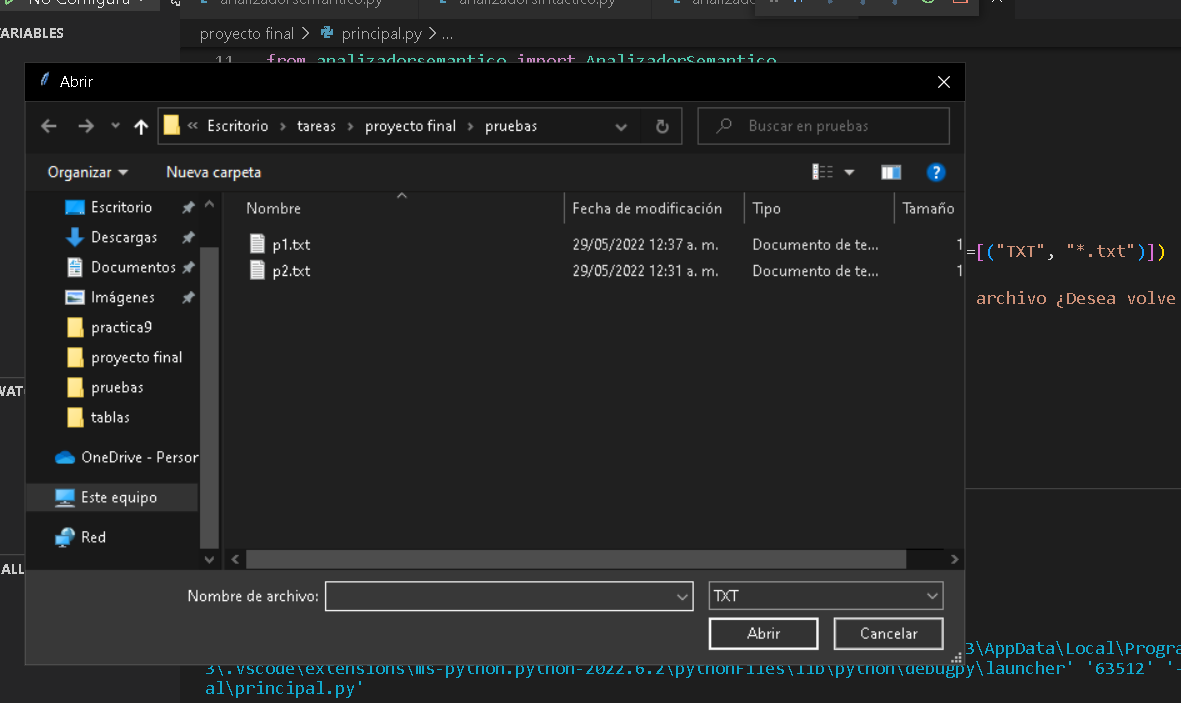 No Configura
analizadorsemantico.py
analizadorsintactico.py
ARIABLES
proyecto final > principal.py > ...
11 from analizadorsemantico import AnalizadorSemantico
Abrir
« Escritorio > tareas > proyecto final > pruebas
Buscar en pruebas
Organizar
Nueva carpeta
Nombre
Fecha de modificación
Tipo
Tamaño
p1.txt 29/05/2022 12:37 a. m. Documento de te... 1
p2.txt 29/05/2022 12:31 a. m. Documento de te... 1
Escritorio
Descargas
Documentos
Imágenes
practica9
proyecto final
pruebas
tablas
OneDrive - Person
Este equipo
Red
=[("TXT", "*.txt")])
archivo ¿Desea volve
WAT
ALL
Nombre de archivo:
TXT
Abrir
Cancelar
3\AppData\Local\Progra
3\.vscode\extensions\ms-python.python-2022.6.2\pythonFiles\lib\python\debugpy\launcher' '63512' '-
al\principal.py'